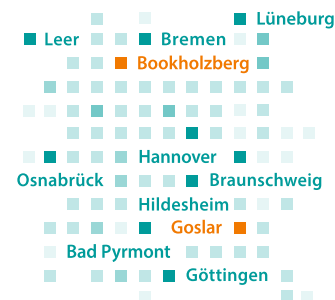 Lüneburg
Leer
Bremen
Bookholzberg
Hannover
Osnabrück
Braunschweig
Hildesheim
Goslar
Bad Pyrmont
Göttingen